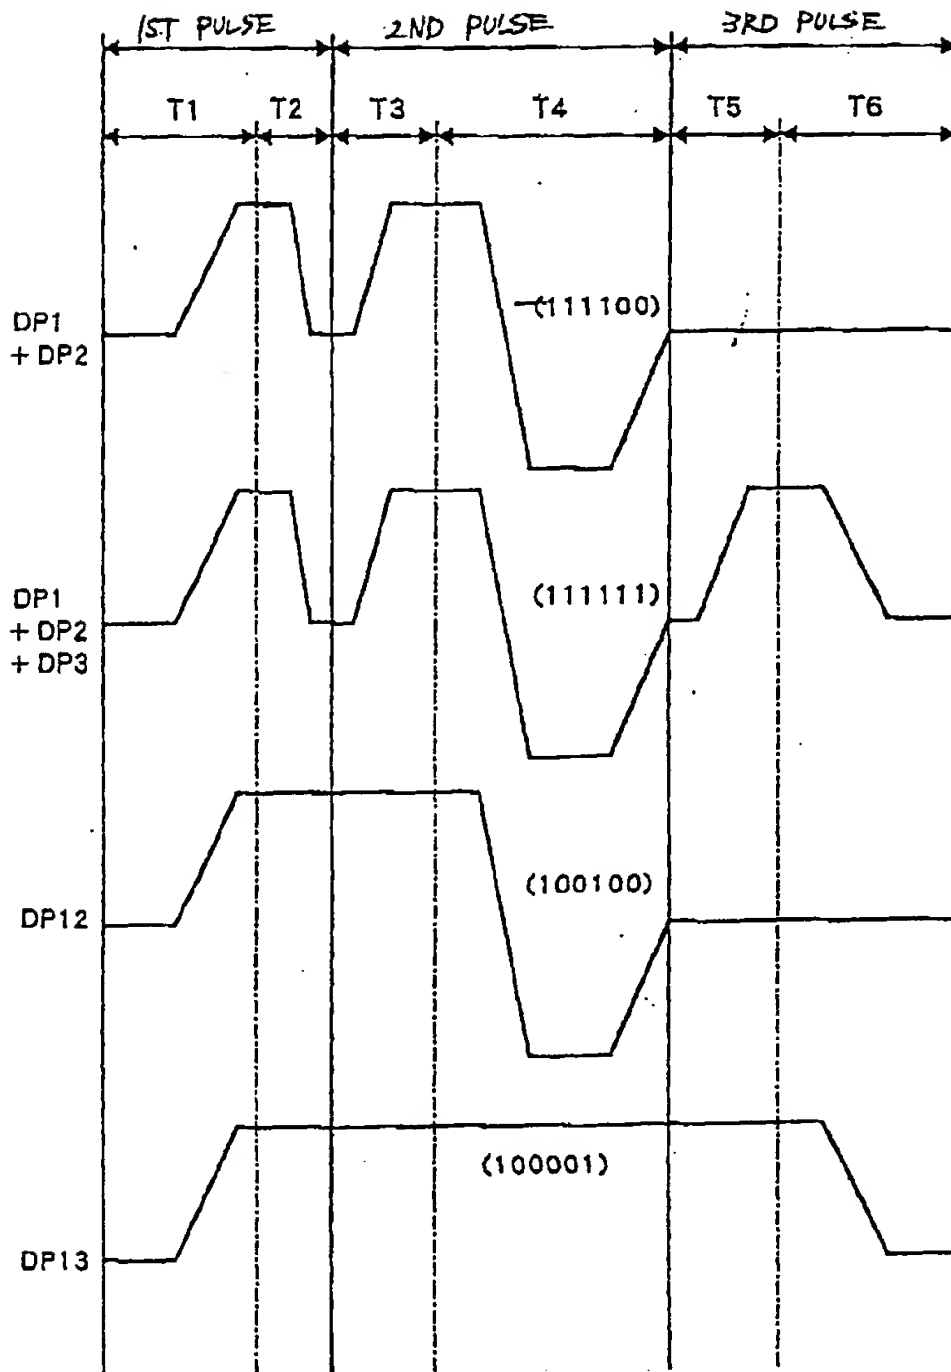 1ST PULSE 2ND PULSE 3RD PULSE
T1 T2 T3 T4 T5 T6
DP1
+ DP2
(111100)
DP1
+ DP2
+ DP3
(111111)
DP12
(100100)
DP13
(100001)